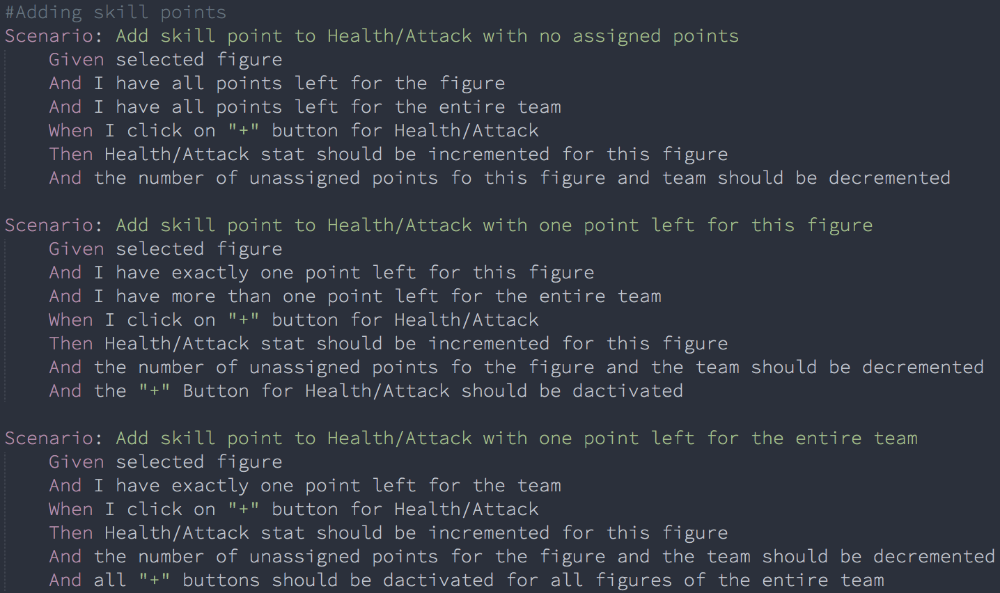 #Adding skill points
Scenario: Add skill point to Health/Attack with no assigned points
Given selected figure
And I have all points left for the figure
And I have all points left for the entire team
When I click on "+" button for Health/Attack
Then Health/Attack stat should be incremented for this figure
And the number of unassigned points fo this figure and team should be decremented
Scenario: Add skill point to Health/Attack with one point left for this figure
Given selected figure
And I have exactly one point left for this figure
And I have more than one point left for the entire team
When I click on "+" button for Health/Attack
Then Health/Attack stat should be incremented for this figure
And the number of unassigned points fo the figure and the team should be decremented
And the "+" Button for Health/Attack should be dactivated
Scenario: Add skill point to Health/Attack with one point left for the entire team
Given selected figure
And I have exactly one point left for the team
When I click on "+" button for Health/Attack
Then Health/Attack stat should be incremented for this figure
And the number of unassigned points for the figure and the team should be decremented
And all "+" buttons should be dactivated for all figures of the entire team